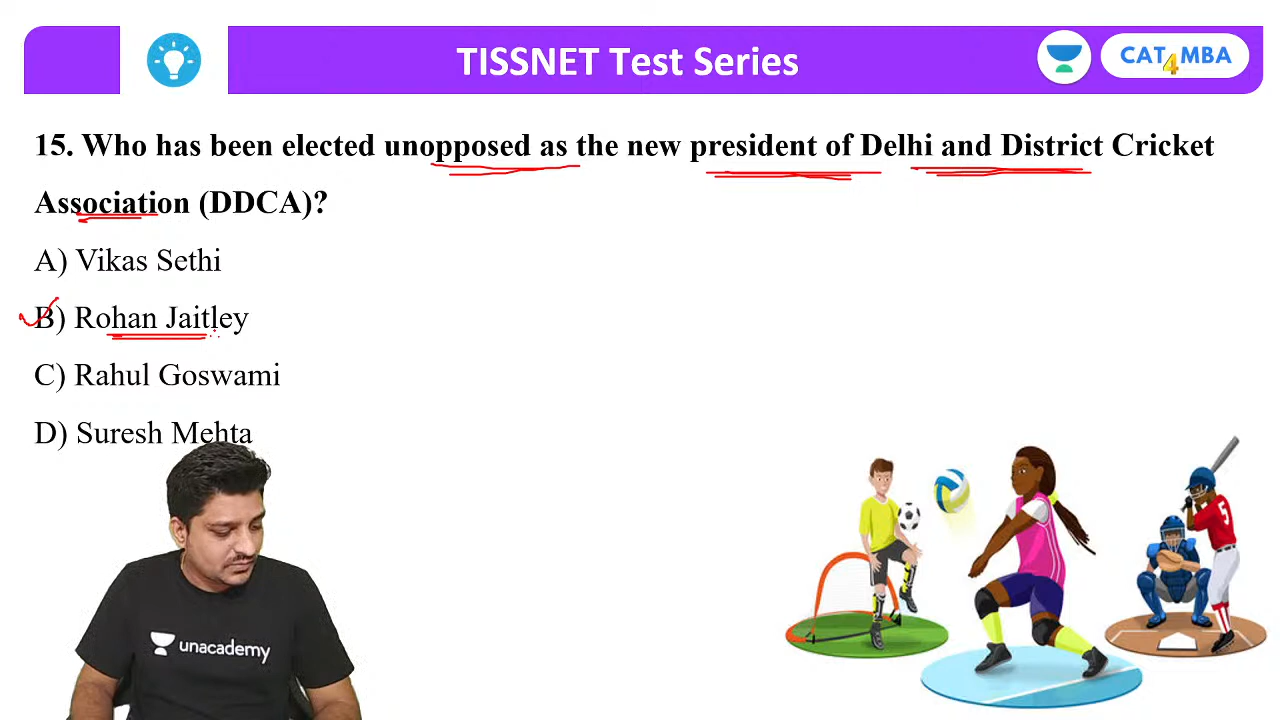 TISSNET Test Series
CAT4MBA
15. Who has been elected unopposed as the new president of Delhi and District Cricket
Association (DDCA)?
A) Vikas Sethi
B) Rohan Jaitley
C) Rahul Goswami
D) Suresh Mehta
unacademy
5